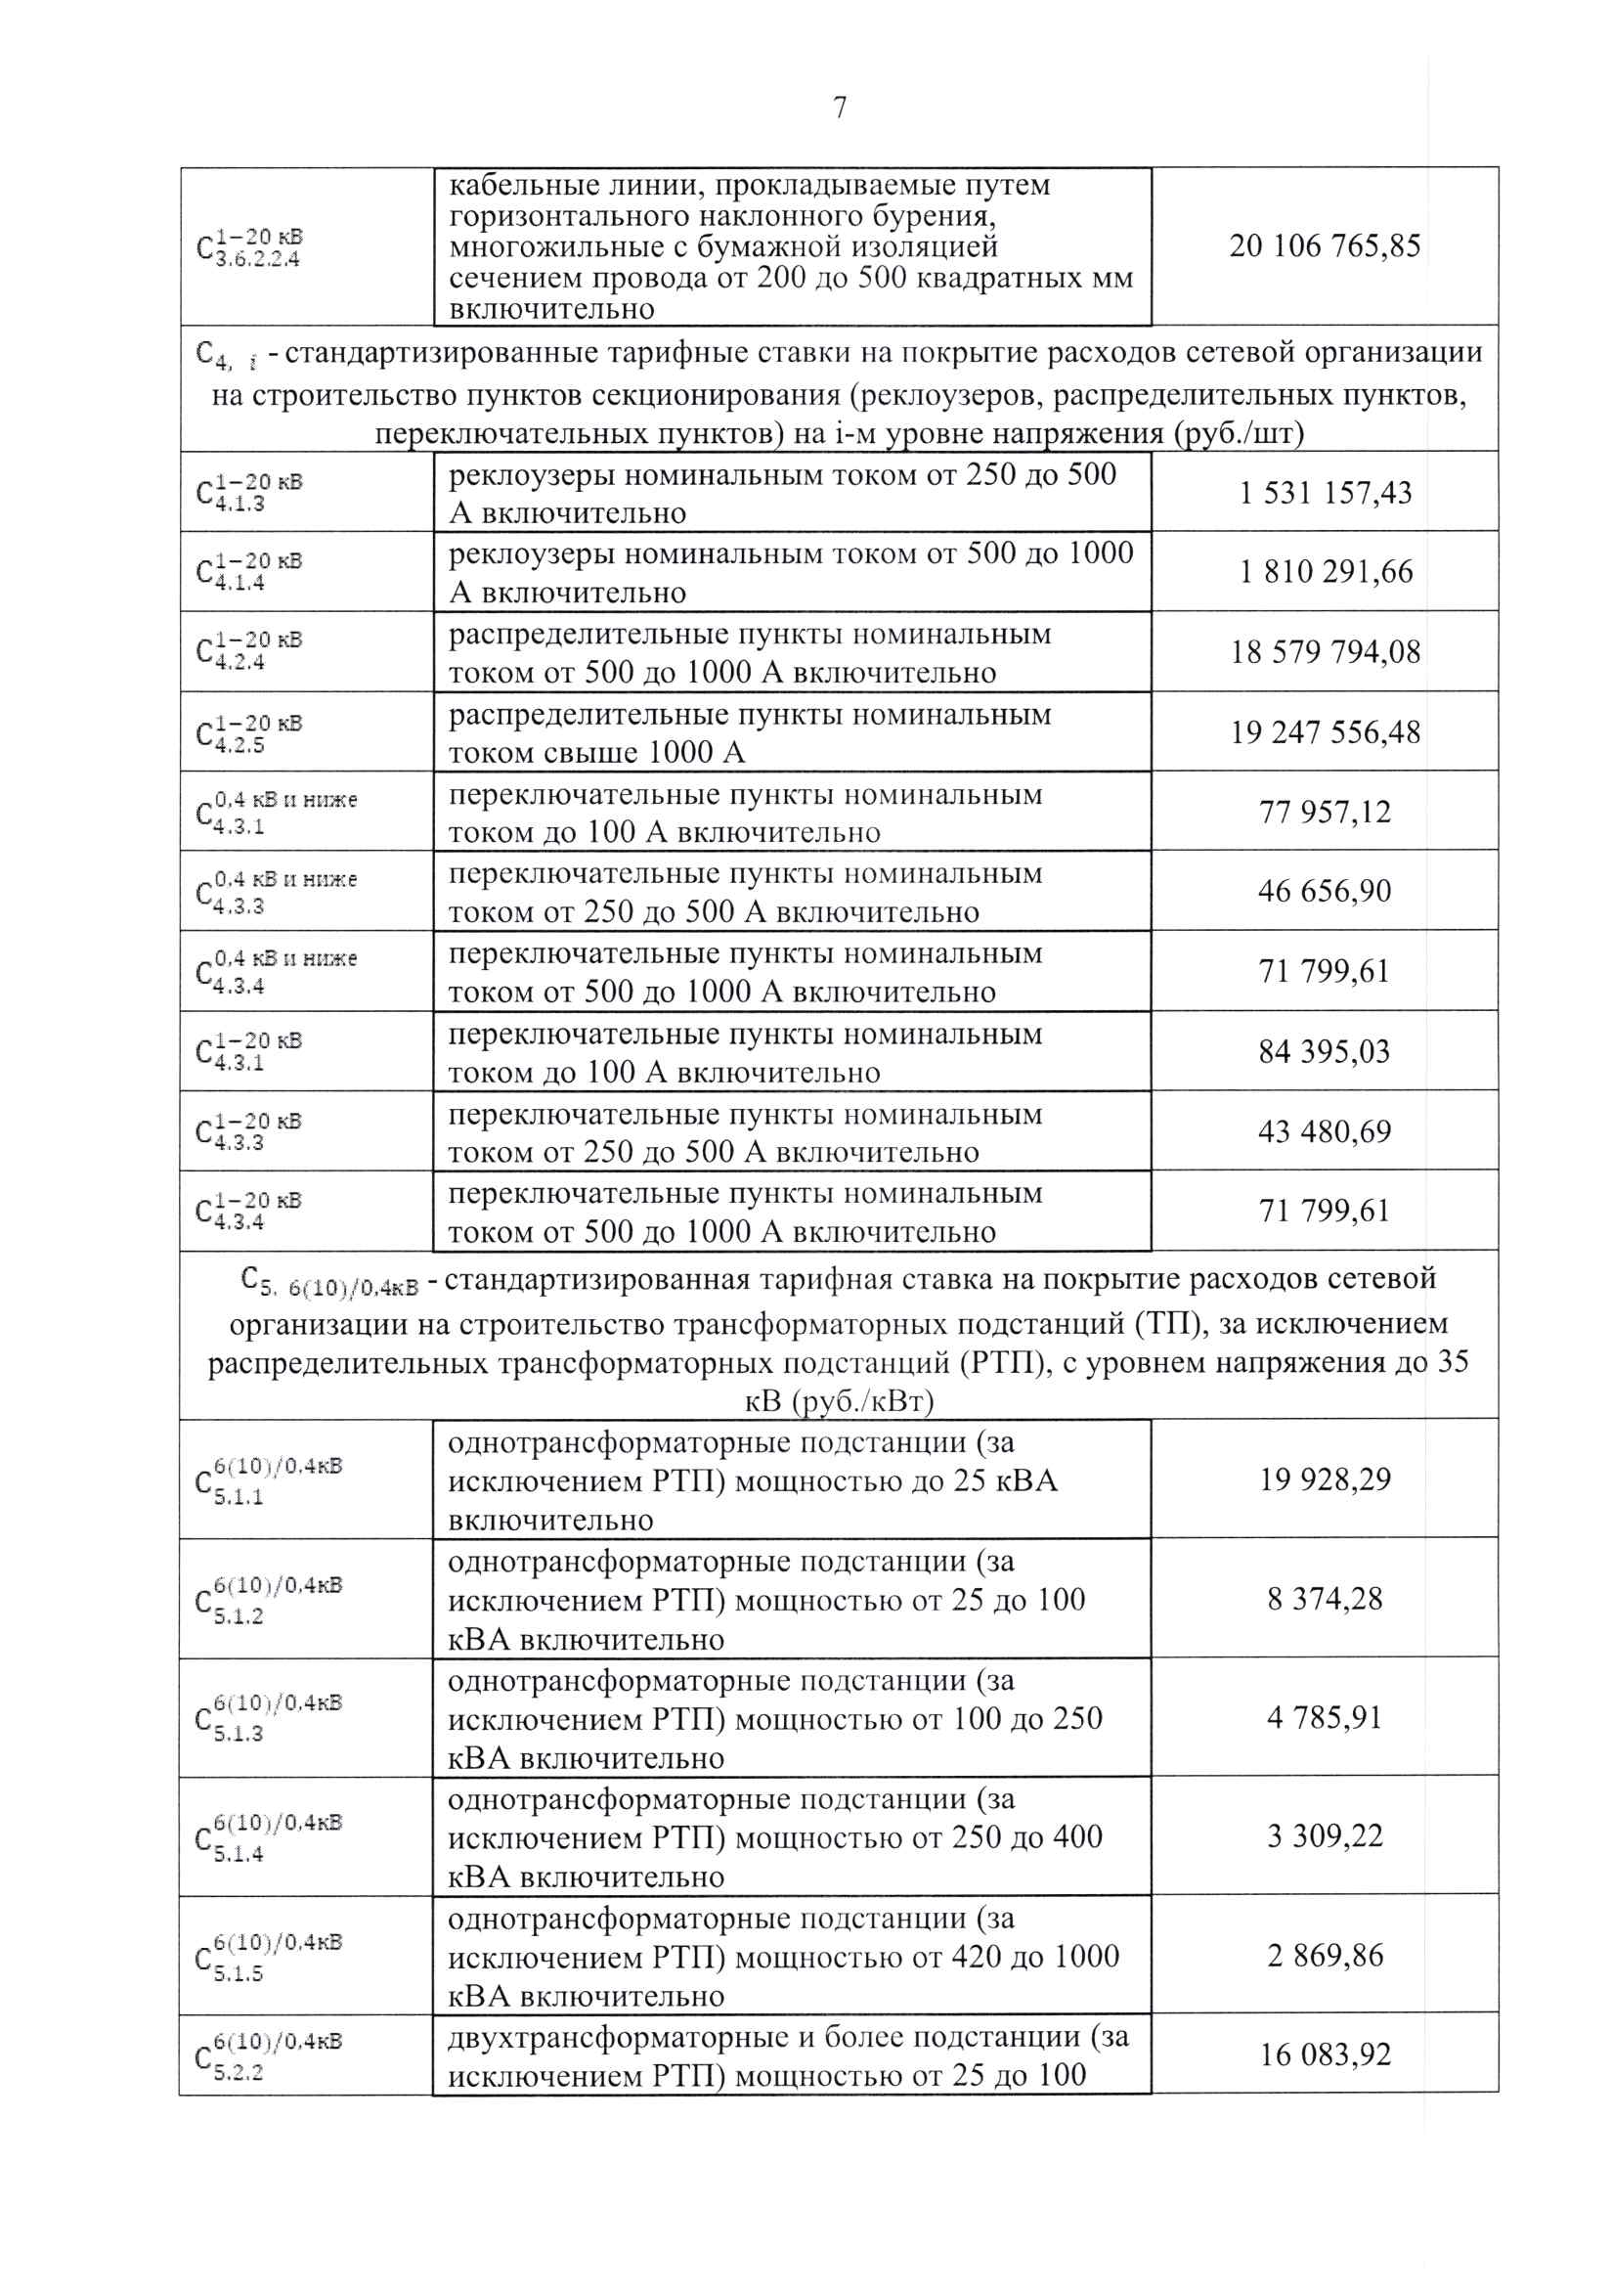 7
C 1–20 кВ 3.6.2.2.4
кабельные линии, прокладываемые путем
горизонтального наклонного бурения,
многожильные с бумажной изоляцией
сечением провода от 200 до 500 квадратных мм
включительно
20 106 765,85
C4, i - стандартизированные тарифные ставки на покрытие расходов сетевой организации
на строительство пунктов секционирования (реклоузеров, распределительных пунктов,
переключательных пунктов) на i-м уровне напряжения (руб./шт)
C 1–20 кВ 4.1.3
реклоузеры номинальным током от 250 до 500
А включительно
1 531 157,43
C 1–20 кВ 4.1.4
реклоузеры номинальным током от 500 до 1000
А включительно
1 810 291,66
C 1–20 кВ 4.2.4
распределительные пункты номинальным
током от 500 до 1000 А включительно
18 579 794,08
C 1–20 кВ 4.2.5
распределительные пункты номинальным
током свыше 1000 А
19 247 556,48
C 0,4 кВ и ниже 4.3.1
переключательные пункты номинальным
током до 100 А включительно
77 957,12
C 0,4 кВ и ниже 4.3.3
переключательные пункты номинальным
током от 250 до 500 А включительно
46 656,90
C 0,4 кВ и ниже 4.3.4
переключательные пункты номинальным
током от 500 до 1000 А включительно
71 799,61
C 1–20 кВ 4.3.1
переключательные пункты номинальным
током до 100 А включительно
84 395,03
C 1–20 кВ 4.3.3
переключательные пункты номинальным
током от 250 до 500 А включительно
43 480,69
C 1–20 кВ 4.3.4
переключательные пункты номинальным
током от 500 до 1000 А включительно
71 799,61
C5, 6(10)/0,4кВ - стандартизированная тарифная ставка на покрытие расходов сетевой
организации на строительство трансформаторных подстанций (ТП), за исключением
распределительных трансформаторных подстанций (РТП), с уровнем напряжения до 35
кВ (руб./кВт)
C 6(10)/0,4кВ 5.1.1
однотрансформаторные подстанции (за
исключением РТП) мощностью до 25 кВА
включительно
19 928,29
C 6(10)/0,4кВ 5.1.2
однотрансформаторные подстанции (за
исключением РТП) мощностью от 25 до 100
кВА включительно
8 374,28
C 6(10)/0,4кВ 5.1.3
однотрансформаторные подстанции (за
исключением РТП) мощностью от 100 до 250
кВА включительно
4 785,91
C 6(10)/0,4кВ 5.1.4
однотрансформаторные подстанции (за
исключением РТП) мощностью от 250 до 400
кВА включительно
3 309,22
C 6(10)/0,4кВ 5.1.5
однотрансформаторные подстанции (за
исключением РТП) мощностью от 420 до 1000
кВА включительно
2 869,86
C 6(10)/0,4кВ 5.2.2
двухтрансформаторные и более подстанции (за
исключением РТП) мощностью от 25 до 100
16 083,92